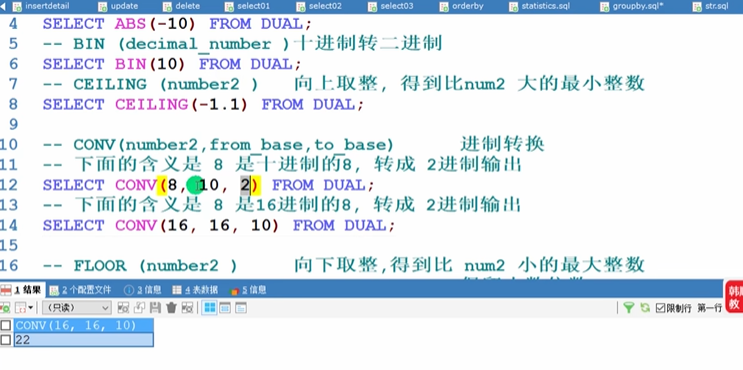 insertdetail update delete select01 select02 select03 orderby statistics.sql groupby.sql* str.sql
4 SELECT ABS(-10) FROM DUAL;
5 -- BIN (decimal_number )十进制转二进制
6 SELECT BIN(10) FROM DUAL;
7 -- CEILING (number2 ) 向上取整, 得到比num2 大的最小整数
8 SELECT CEILING(-1.1) FROM DUAL;
9
10 -- CONV(number2,from_base,to_base) 进制转换
11 -- 下面的含义是 8 是十进制的8, 转成 2进制输出
12 SELECT CONV(8, 10, 2) FROM DUAL;
13 -- 下面的含义是 8 是16进制的8, 转成 2进制输出
14 SELECT CONV(16, 16, 10) FROM DUAL;
15
16 -- FLOOR (number2 ) 向下取整,得到比 num2 小的最大整数
1 结果 2 个配置文件 3 信息 4 表数据 5 信息
(只读) 限制行 第一行
CONV(16, 16, 10)
22
教